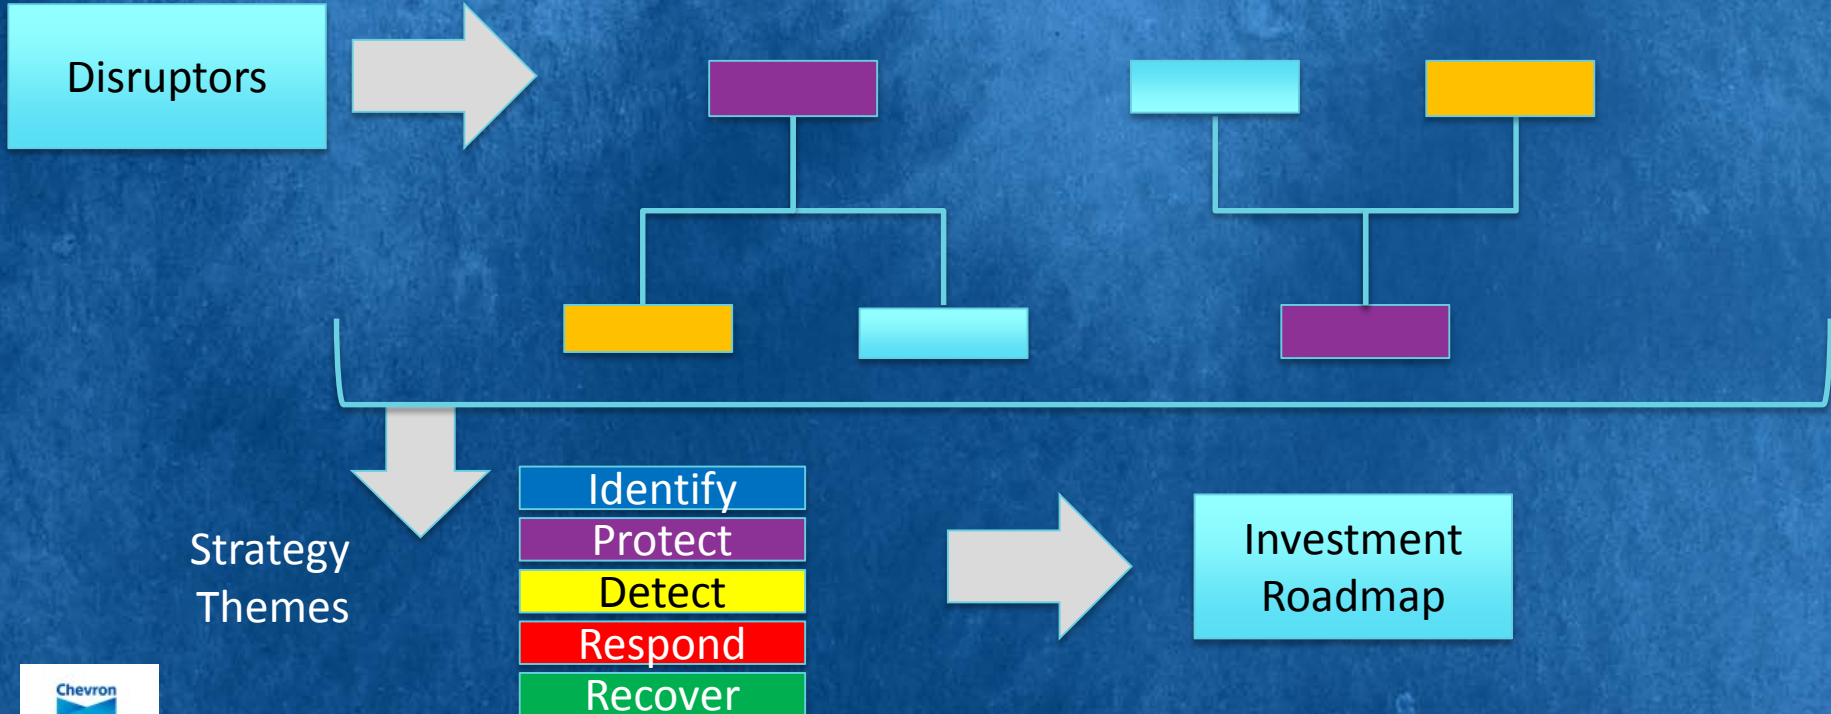 Disruptors
Identify
Protect
Detect
Respond
Recover
Strategy
Themes
Investment
Roadmap
Chevron